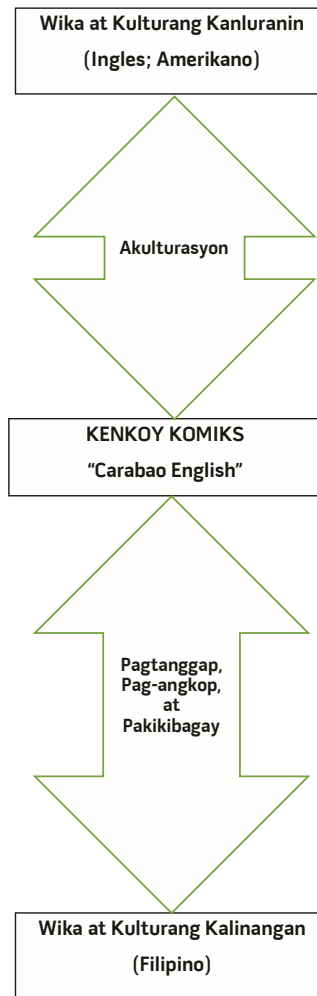 Wika at Kulturang Kanluranin
(Ingles; Amerikano)
Akulturasyon
KENKOY KOMIKS
“Carabao English”
Pagtanggap,
Pag-angkop,
at
Pakikibagay
Wika at Kulturang Kalinangan
(Filipino)